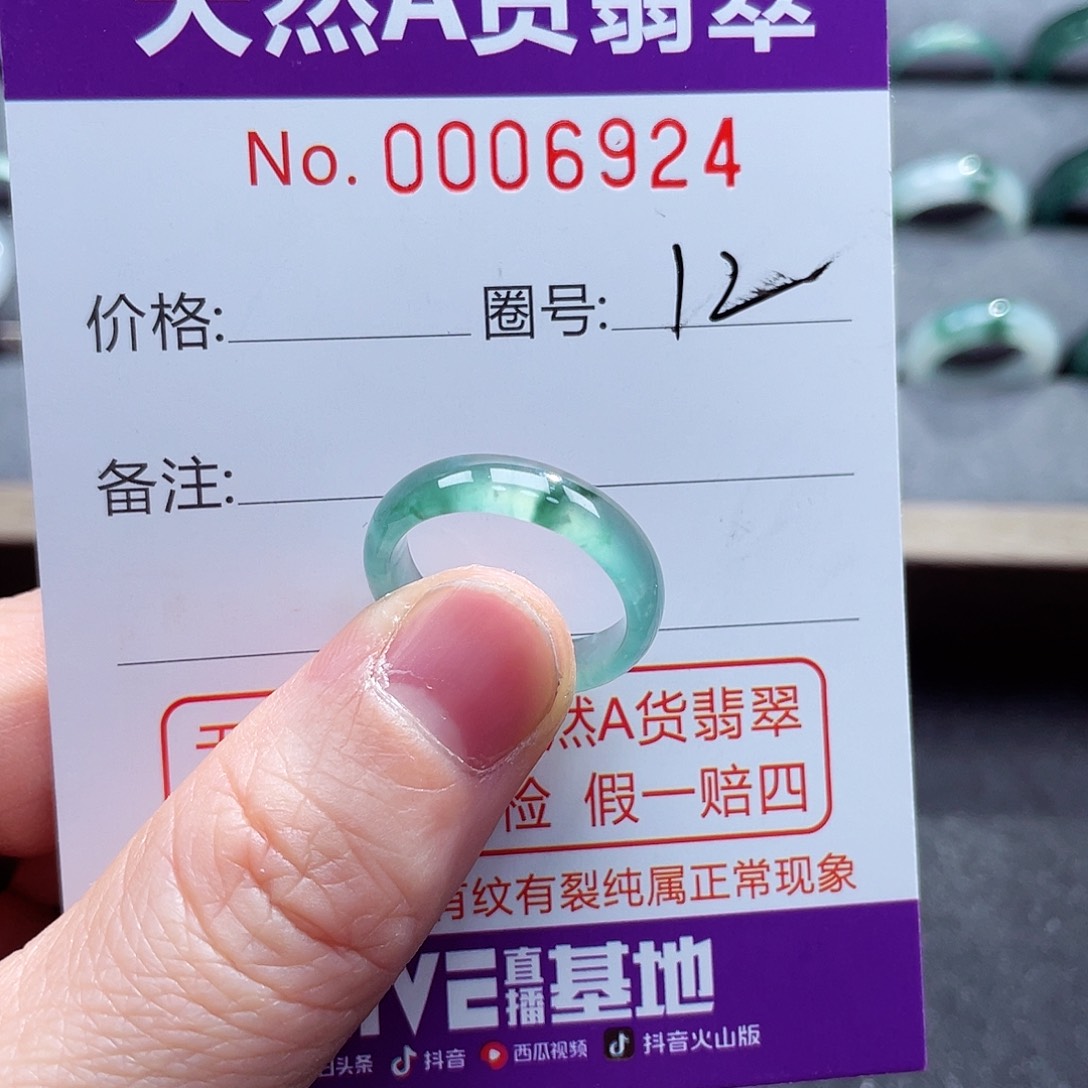 天然A货翡翠
No. 0006924
价格: 圈号: 12
备注:
然A货翡翠
检 假一赔四
有纹有裂纯属正常现象
IVE 直播 基地
头条 抖音 西瓜视频 抖音火山版